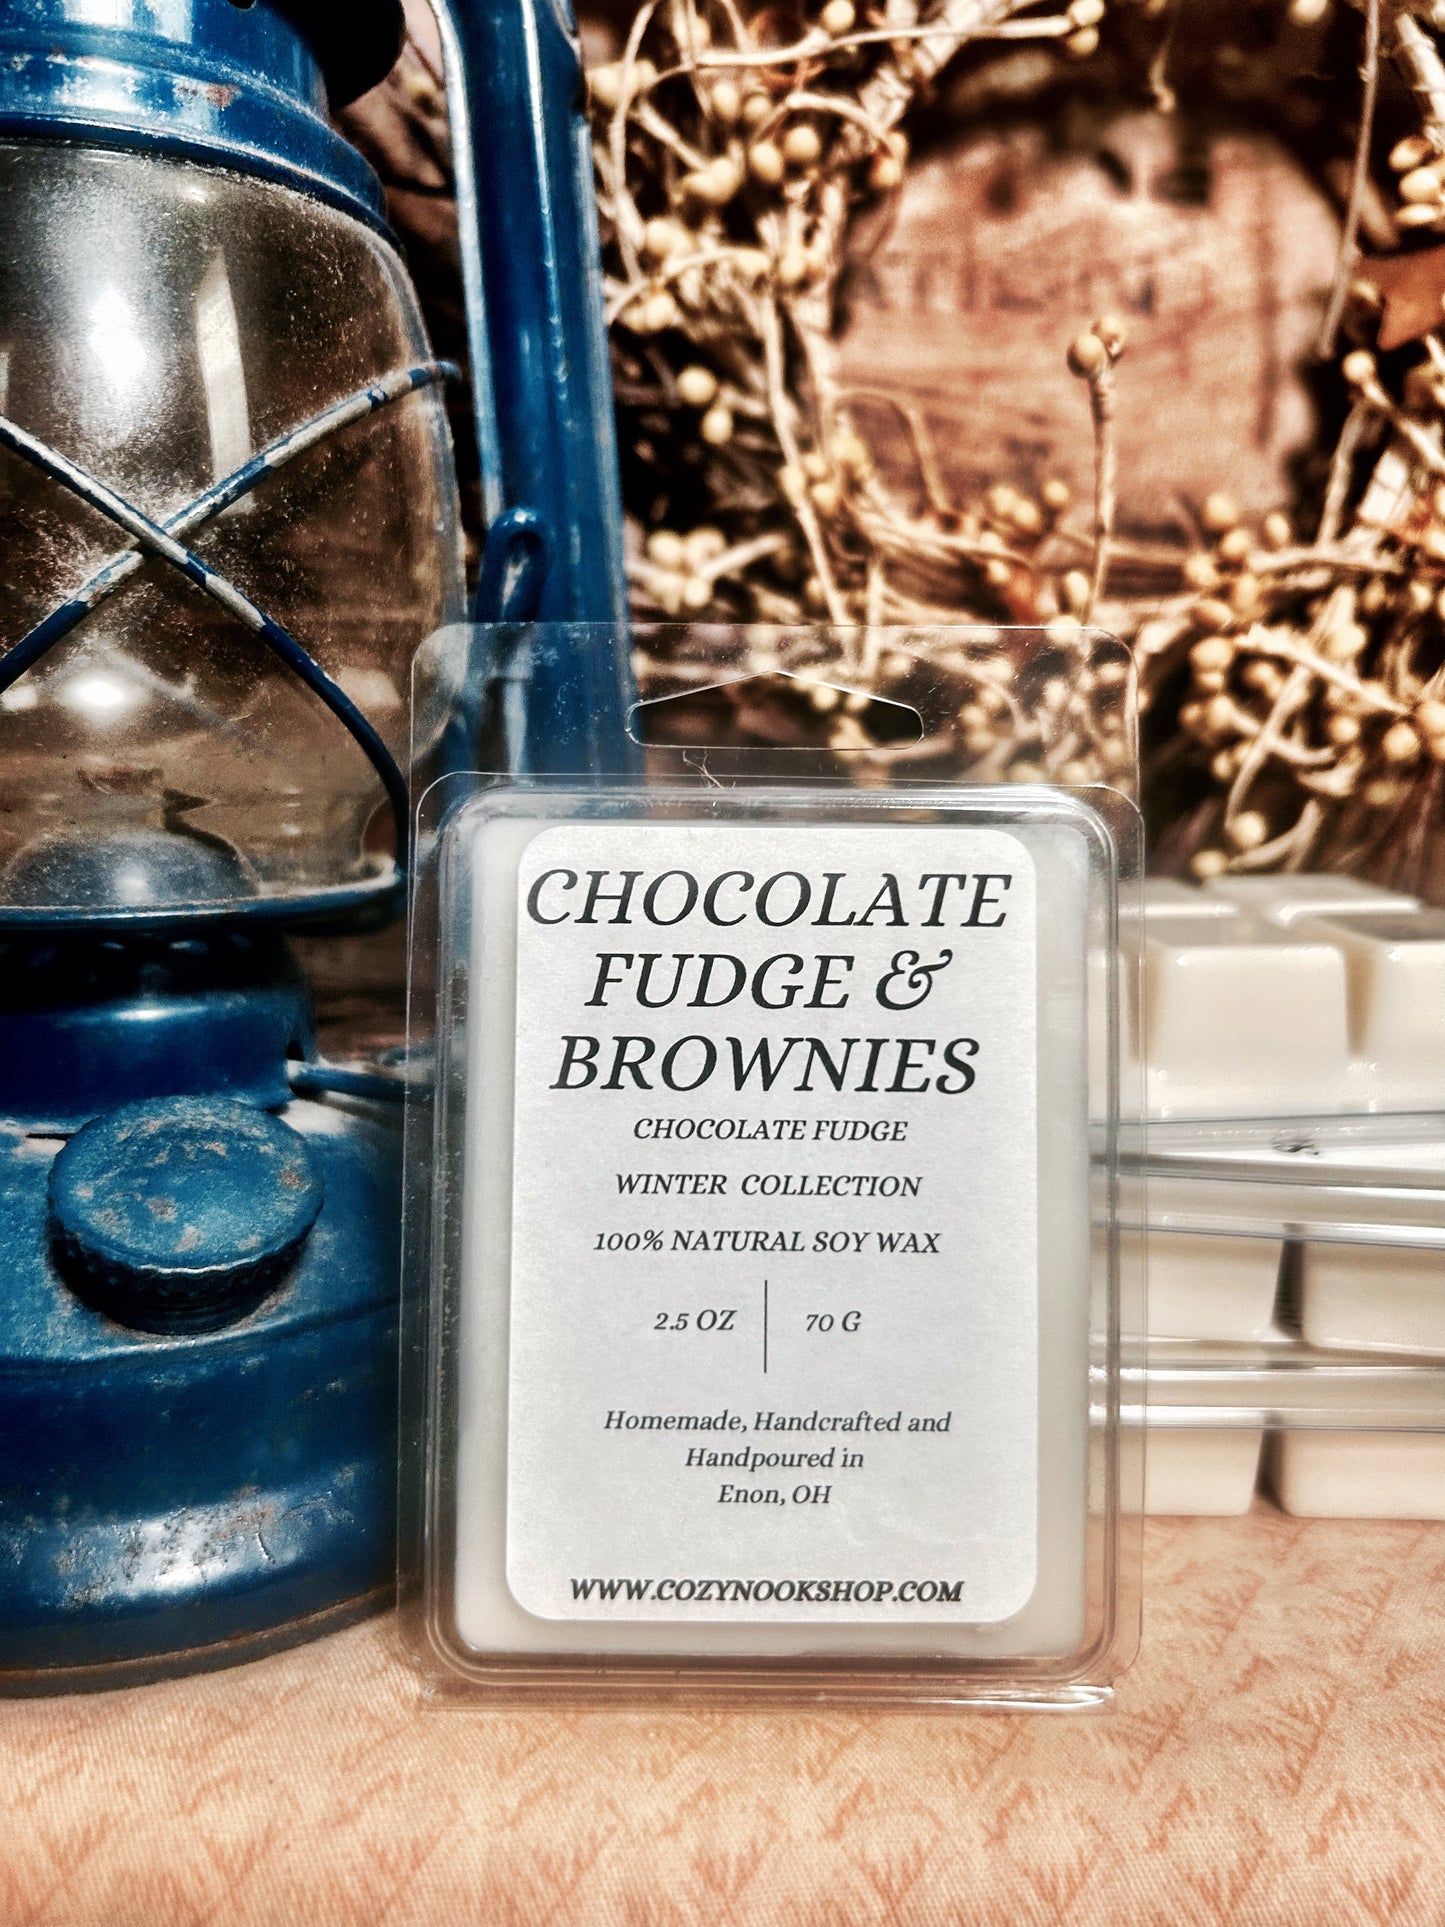 CHOCOLATE
FUDGE &
BROWNIES
CHOCOLATE FUDGE
WINTER COLLECTION
100% NATURAL SOY WAX
2.5 OZ | 70 G
Homemade, Handcrafted and
Handpoured in
Enon, OH
WWW.COZYNOOKSHOP.COM